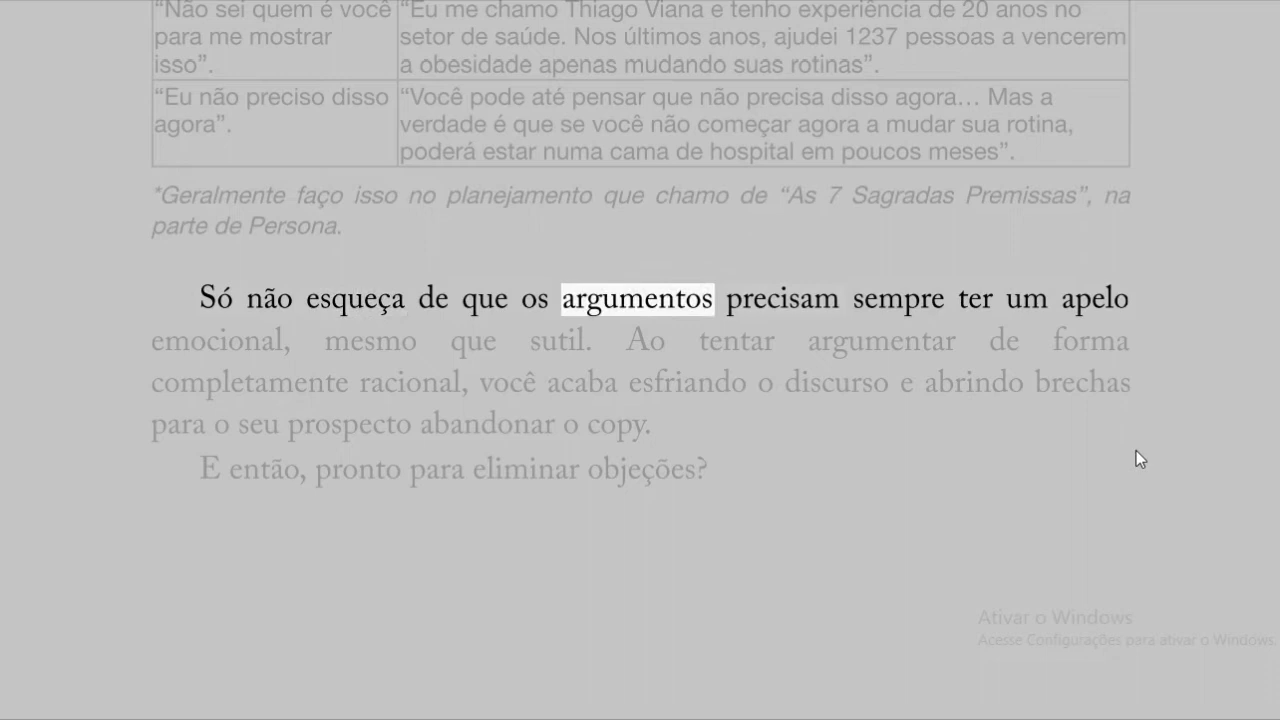 “Não sei quem é você “Eu me chamo Thiago Viana e tenho experiência de 20 anos no
para me mostrar setor de saúde. Nos últimos anos, ajudei 1237 pessoas a vencerem
isso”. a obesidade apenas mudando suas rotinas”.
“Eu não preciso disso “Você pode até pensar que não precisa disso agora… Mas a
agora”. verdade é que se você não começar agora a mudar sua rotina,
poderá estar numa cama de hospital em poucos meses”.
*Geralmente faço isso no planejamento que chamo de “As 7 Sagradas Premissas”, na
parte de Persona.
Só não esqueça de que os argumentos precisam sempre ter um apelo
emocional, mesmo que sutil. Ao tentar argumentar de forma
completamente racional, você acaba esfriando o discurso e abrindo brechas
para o seu prospecto abandonar o copy.
E então, pronto para eliminar objeções?
Ativar o Windows
Acesse Configurações para ativar o Windows.